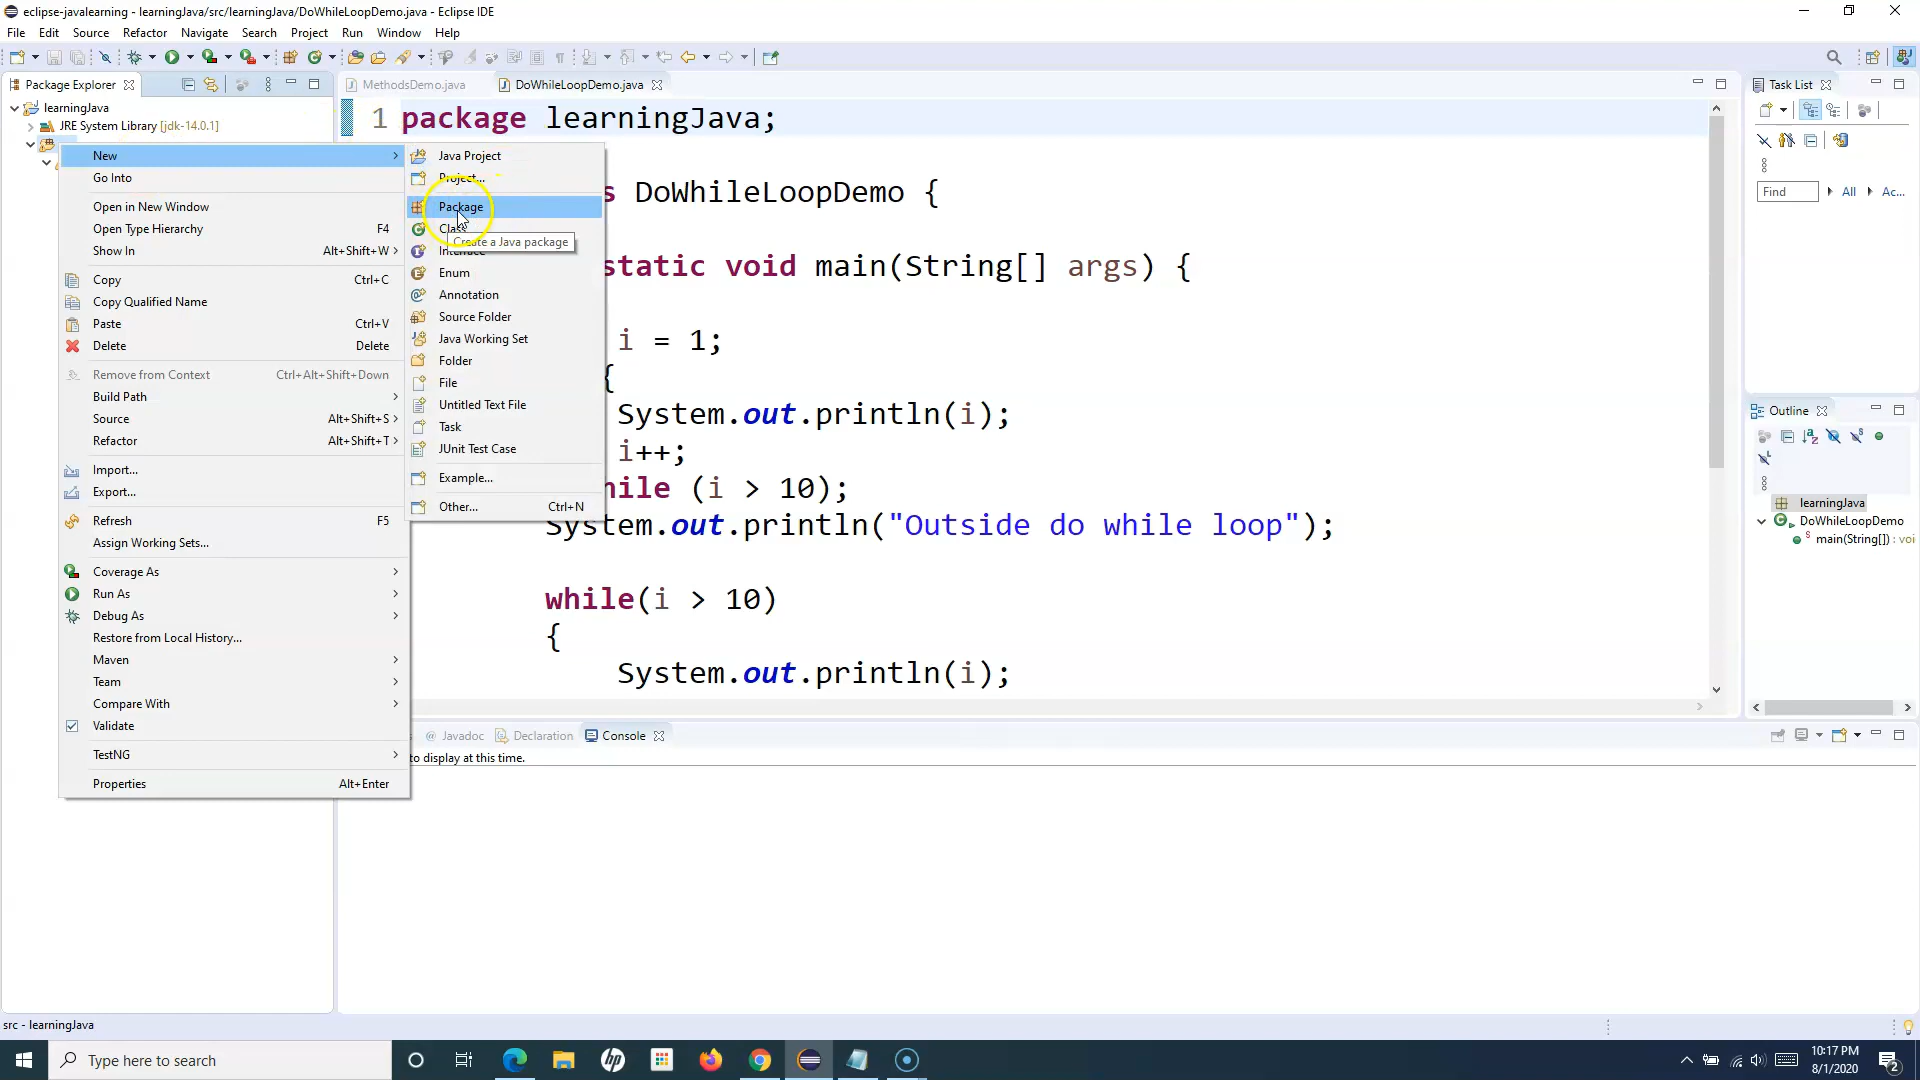 eclipse-javalearning - learningJava/src/learningJava/DoWhileLoopDemo.java - Eclipse IDE
File Edit Source Refactor Navigate Search Project Run Window Help
Package Explorer
MethodsDemo.java
DoWhileLoopDemo.java
Task List
learningJava
JRE System Library [jdk-14.0.1]
Find
All
Ac...
New
Go Into
Open in New Window
Open Type Hierarchy F4
Show In Alt+Shift+W
Copy Ctrl+C
Copy Qualified Name
Paste Ctrl+V
Delete Delete
Remove from Context Ctrl+Alt+Shift+Down
Build Path
Source Alt+Shift+S
Refactor Alt+Shift+T
Import...
Export...
Refresh F5
Assign Working Sets...
Coverage As
Run As
Debug As
Restore from Local History...
Maven
Team
Compare With
Validate
TestNG
Properties Alt+Enter
Java Project
Project...
Package
Class
Create a Java package
Interface
Enum
Annotation
Source Folder
Java Working Set
Folder
File
Untitled Text File
Task
JUnit Test Case
Example...
Other... Ctrl+N
1 package learningJava;
s DoWhileLoopDemo {
static void main(String[] args) {
i = 1;
{
System.out.println(i);
i++;
hile (i > 10);
System.out.println("Outside do while loop");
while(i > 10)
{
System.out.println(i);
Outline
learningJava
DoWhileLoopDemo
S main(String[]) : voi
@ Javadoc
Declaration
Console
to display at this time.
src - learningJava
Type here to search
hp
10:17 PM
8/1/2020
2